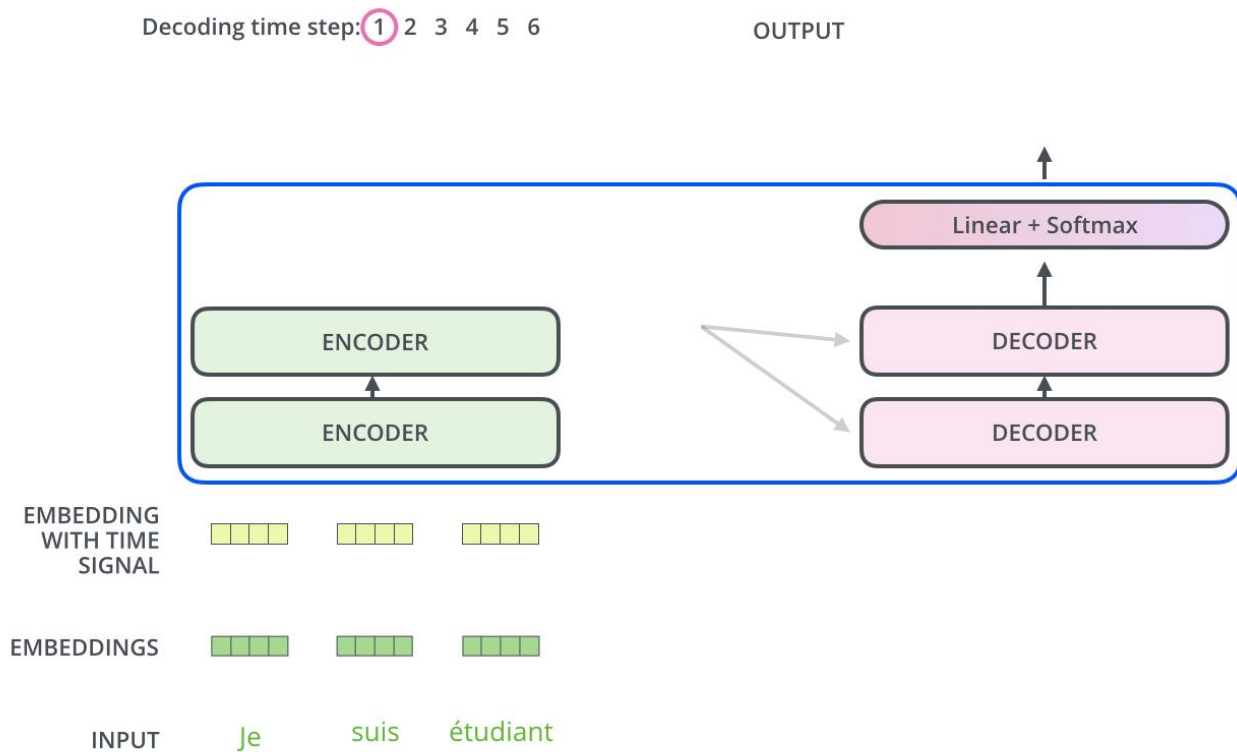 Decoding time step: 1 2 3 4 5 6
OUTPUT
Linear + Softmax
ENCODER
DECODER
ENCODER
DECODER
EMBEDDING
WITH TIME
SIGNAL
EMBEDDINGS
INPUT
Je suis étudiant